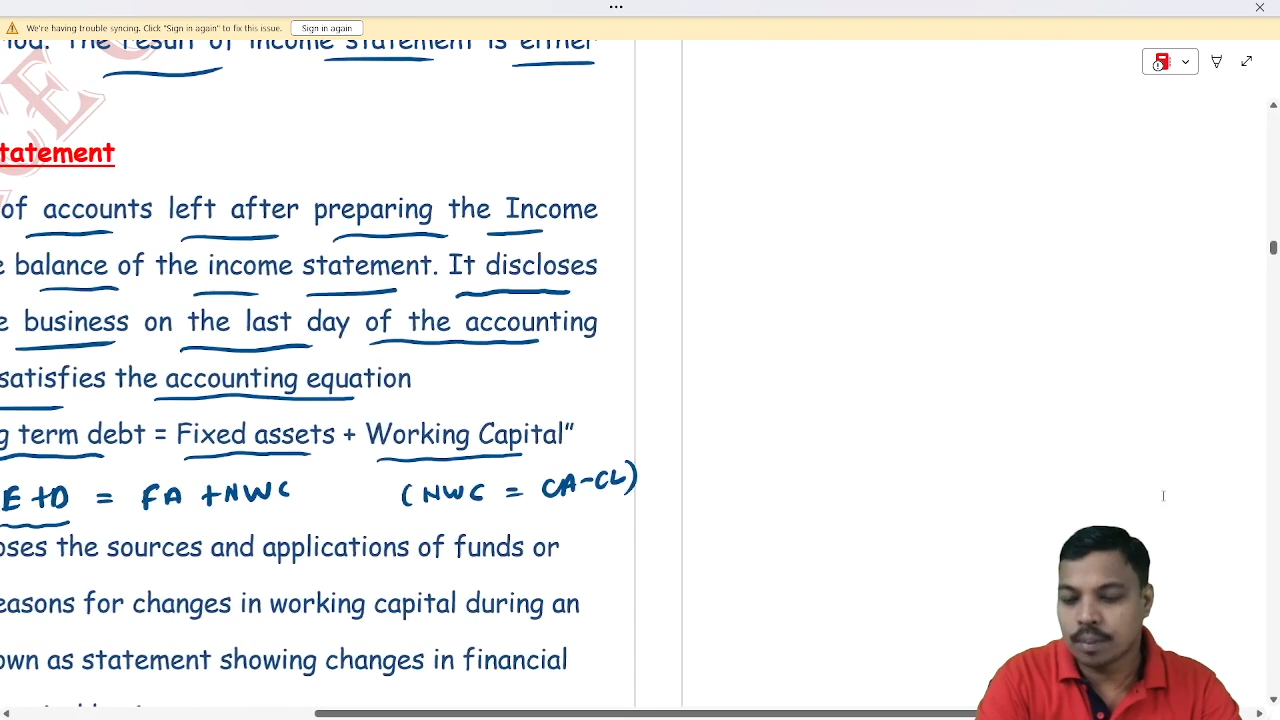 We're having trouble syncing. Click "Sign in again" to fix this issue. Sign in again
The result of income statement is either
tatement
of accounts left after preparing the Income
balance of the income statement. It discloses
business on the last day of the accounting
satisfies the accounting equation
term debt = Fixed assets + Working Capital”
E+D = FA +NWC (NWC = CA-CL)
the sources and applications of funds or
for changes in working capital during an
as statement showing changes in financial